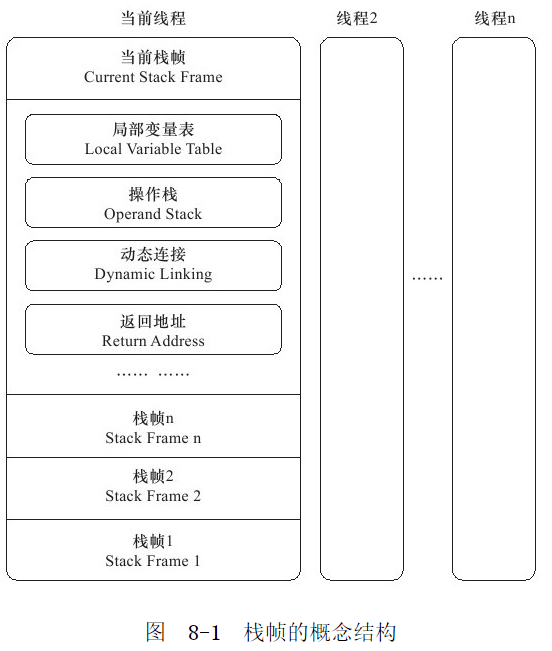 当前线程
线程2
线程n
当前栈帧
Current Stack Frame
局部变量表
Local Variable Table
操作栈
Operand Stack
动态连接
Dynamic Linking
返回地址
Return Address
…… ……
……
栈帧n
Stack Frame n
栈帧2
Stack Frame 2
栈帧1
Stack Frame 1
图 8-1 栈帧的概念结构